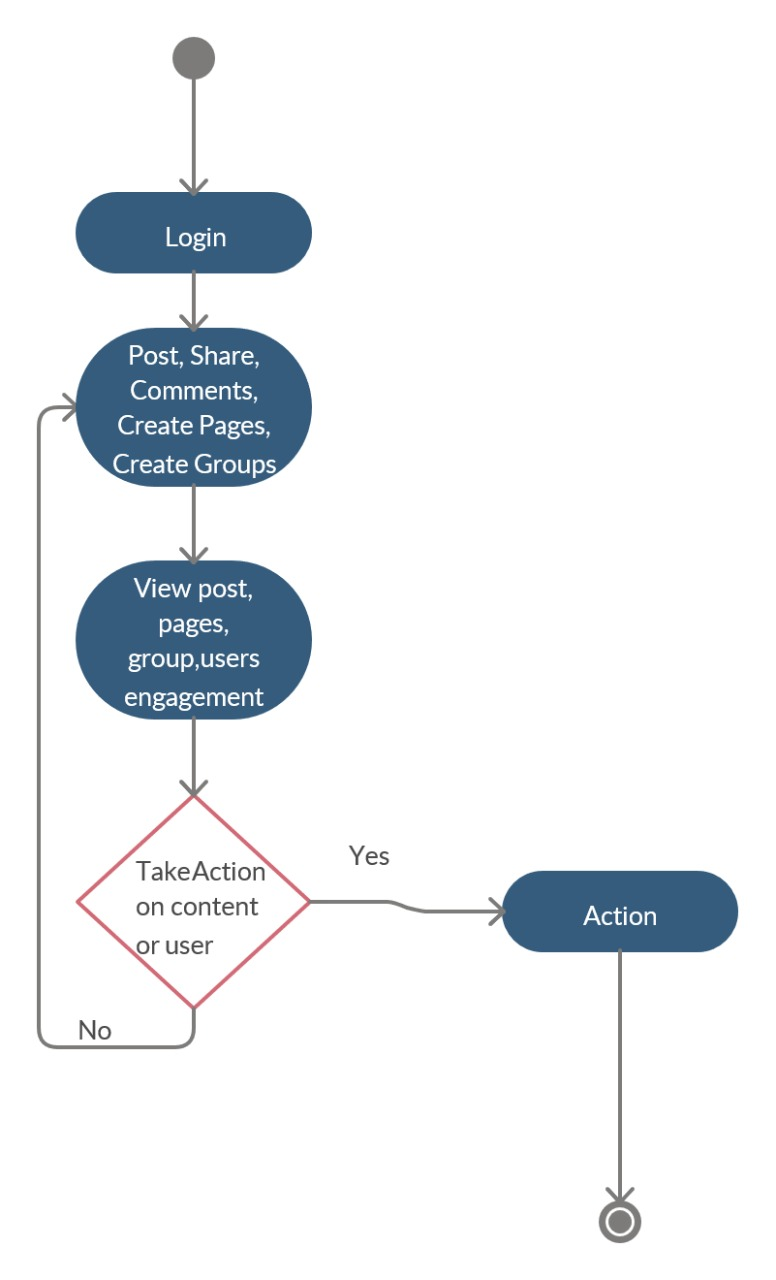 Login
Post, Share,
Comments,
Create Pages,
Create Groups
View post,
pages,
group,users
engagement
TakeAction
on content
or user
Yes
Action
No